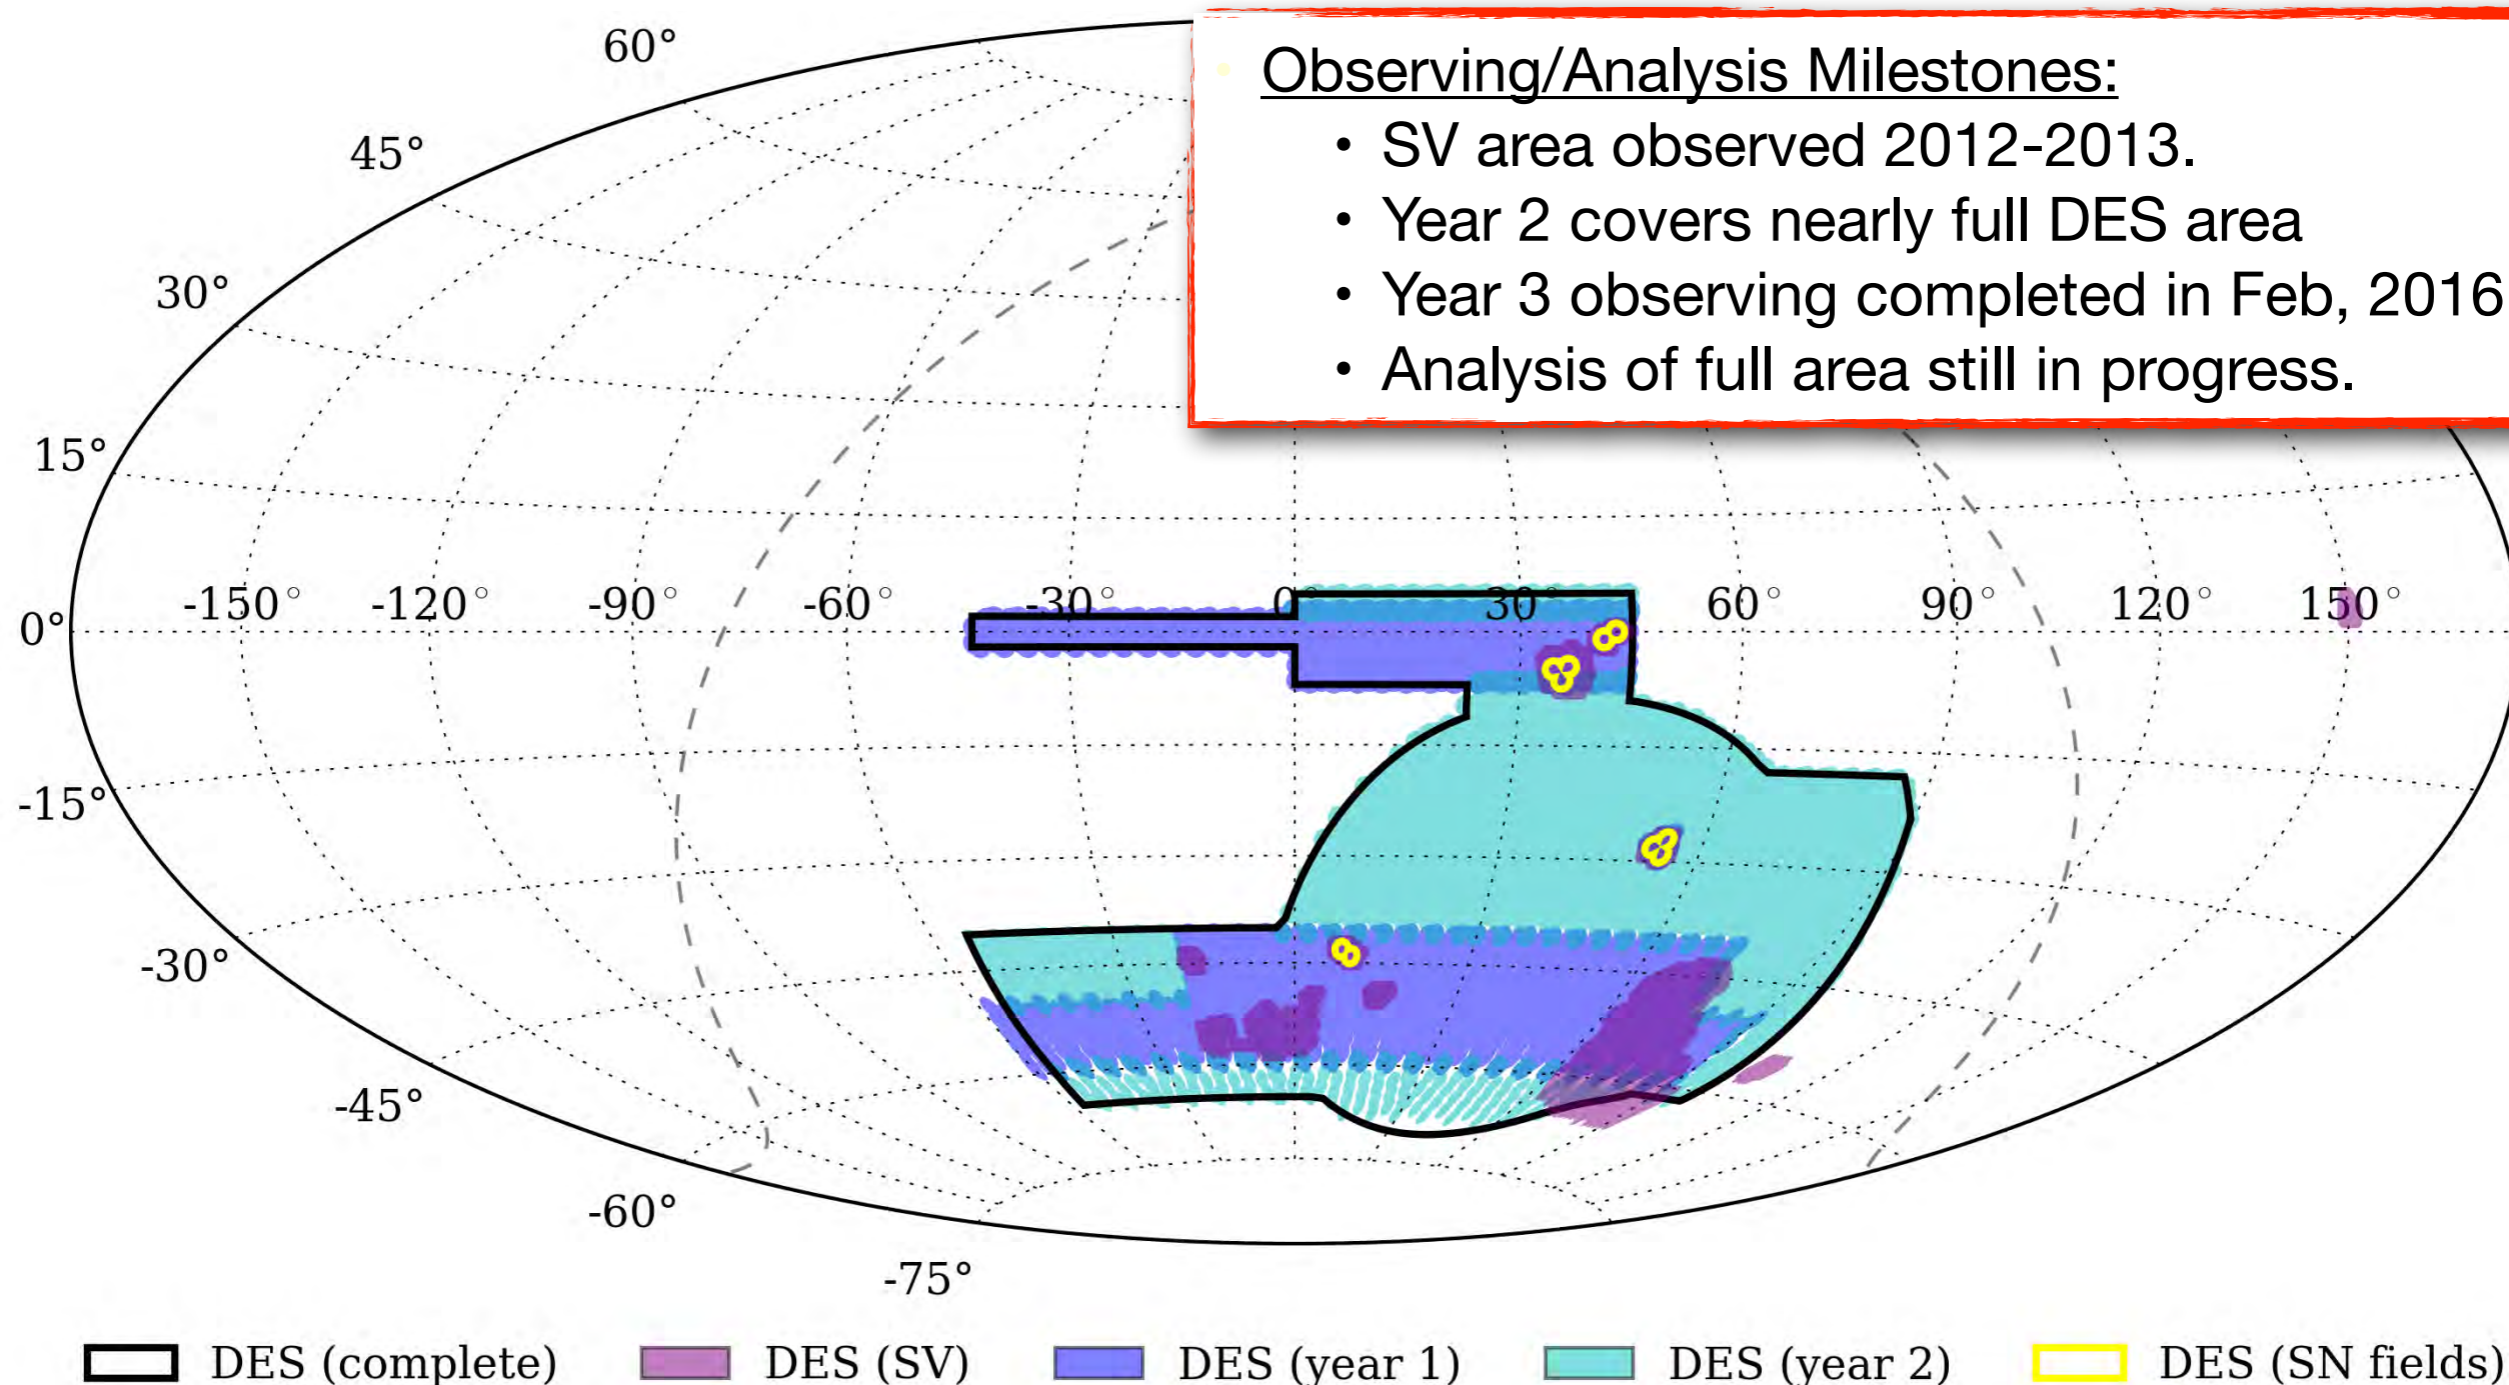 Observing/Analysis Milestones:
• SV area observed 2012-2013.
• Year 2 covers nearly full DES area
• Year 3 observing completed in Feb, 2016
• Analysis of full area still in progress.
60°
45°
30°
15°
0°
-15°
-30°
-45°
-60°
-75°
-150° -120° -90° -60° -30° 0° 30° 60° 90° 120° 150°
DES (complete) DES (SV) DES (year 1) DES (year 2) DES (SN fields)